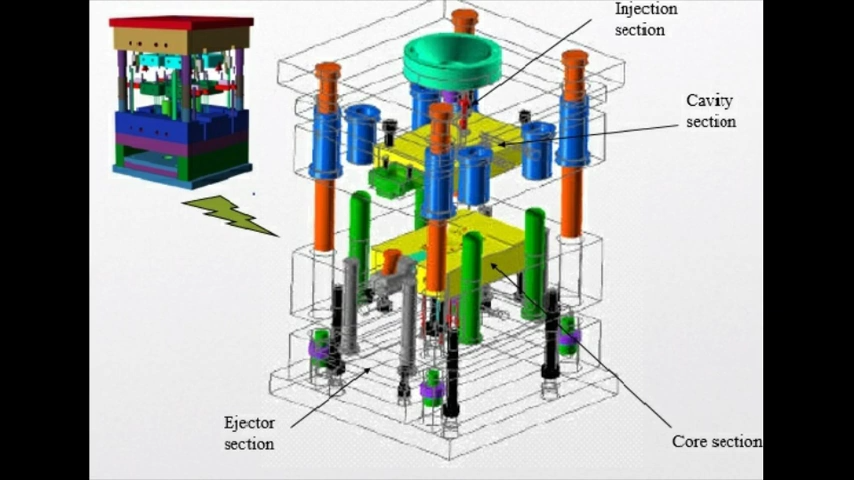 Injection
section
Cavity
section
Ejector
section
Core section